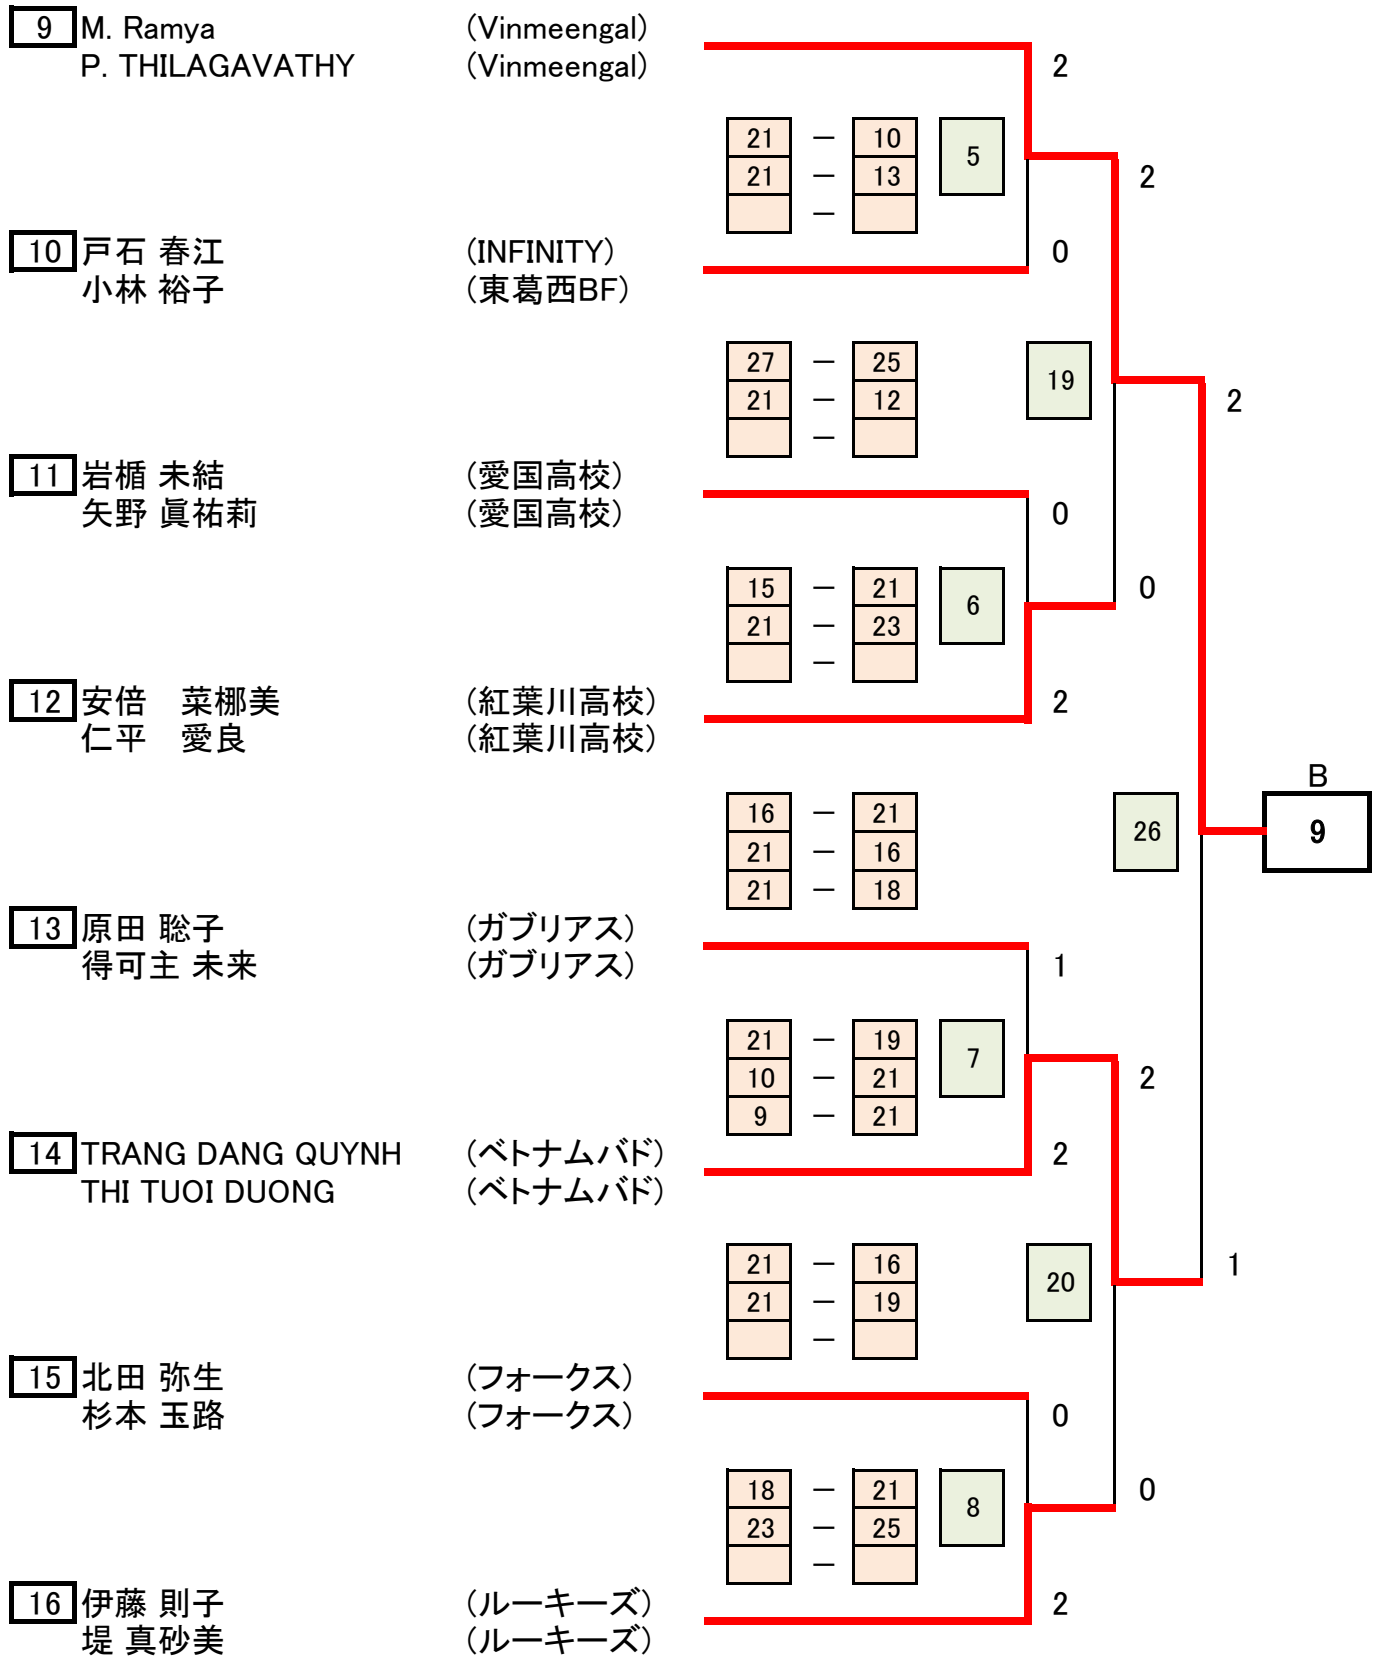 9 M. Ramya (Vinmeengal)
P. THILAGAVATHY (Vinmeengal)
2
21 － 10 5
21 － 13
2
－
10 戸石 春江 (INFINITY) 0
小林 裕子 (東葛西BF)
27 － 25 19
21 － 12
2
－
11 岩楯 未結 (愛国高校)
矢野 眞祐莉 (愛国高校) 0
15 － 21 6
0
21 － 23
－
12 安倍　菜梛美 (紅葉川高校) 2
仁平　愛良 (紅葉川高校)
B
16 － 21
26 9
21 － 16
21 － 18
13 原田 聡子 (ガブリアス)
得可主 未来 (ガブリアス) 1
21 － 19 7
10 － 21 2
9 － 21
14 TRANG DANG QUYNH (ベトナムバド) 2
THI TUOI DUONG (ベトナムバド)
21 － 16 1
20
21 － 19
－
15 北田 弥生 (フォークス)
杉本 玉路 (フォークス) 0
18 － 21 0
8
23 － 25
－
16 伊藤 則子 (ルーキーズ) 2
堤 真砂美 (ルーキーズ)